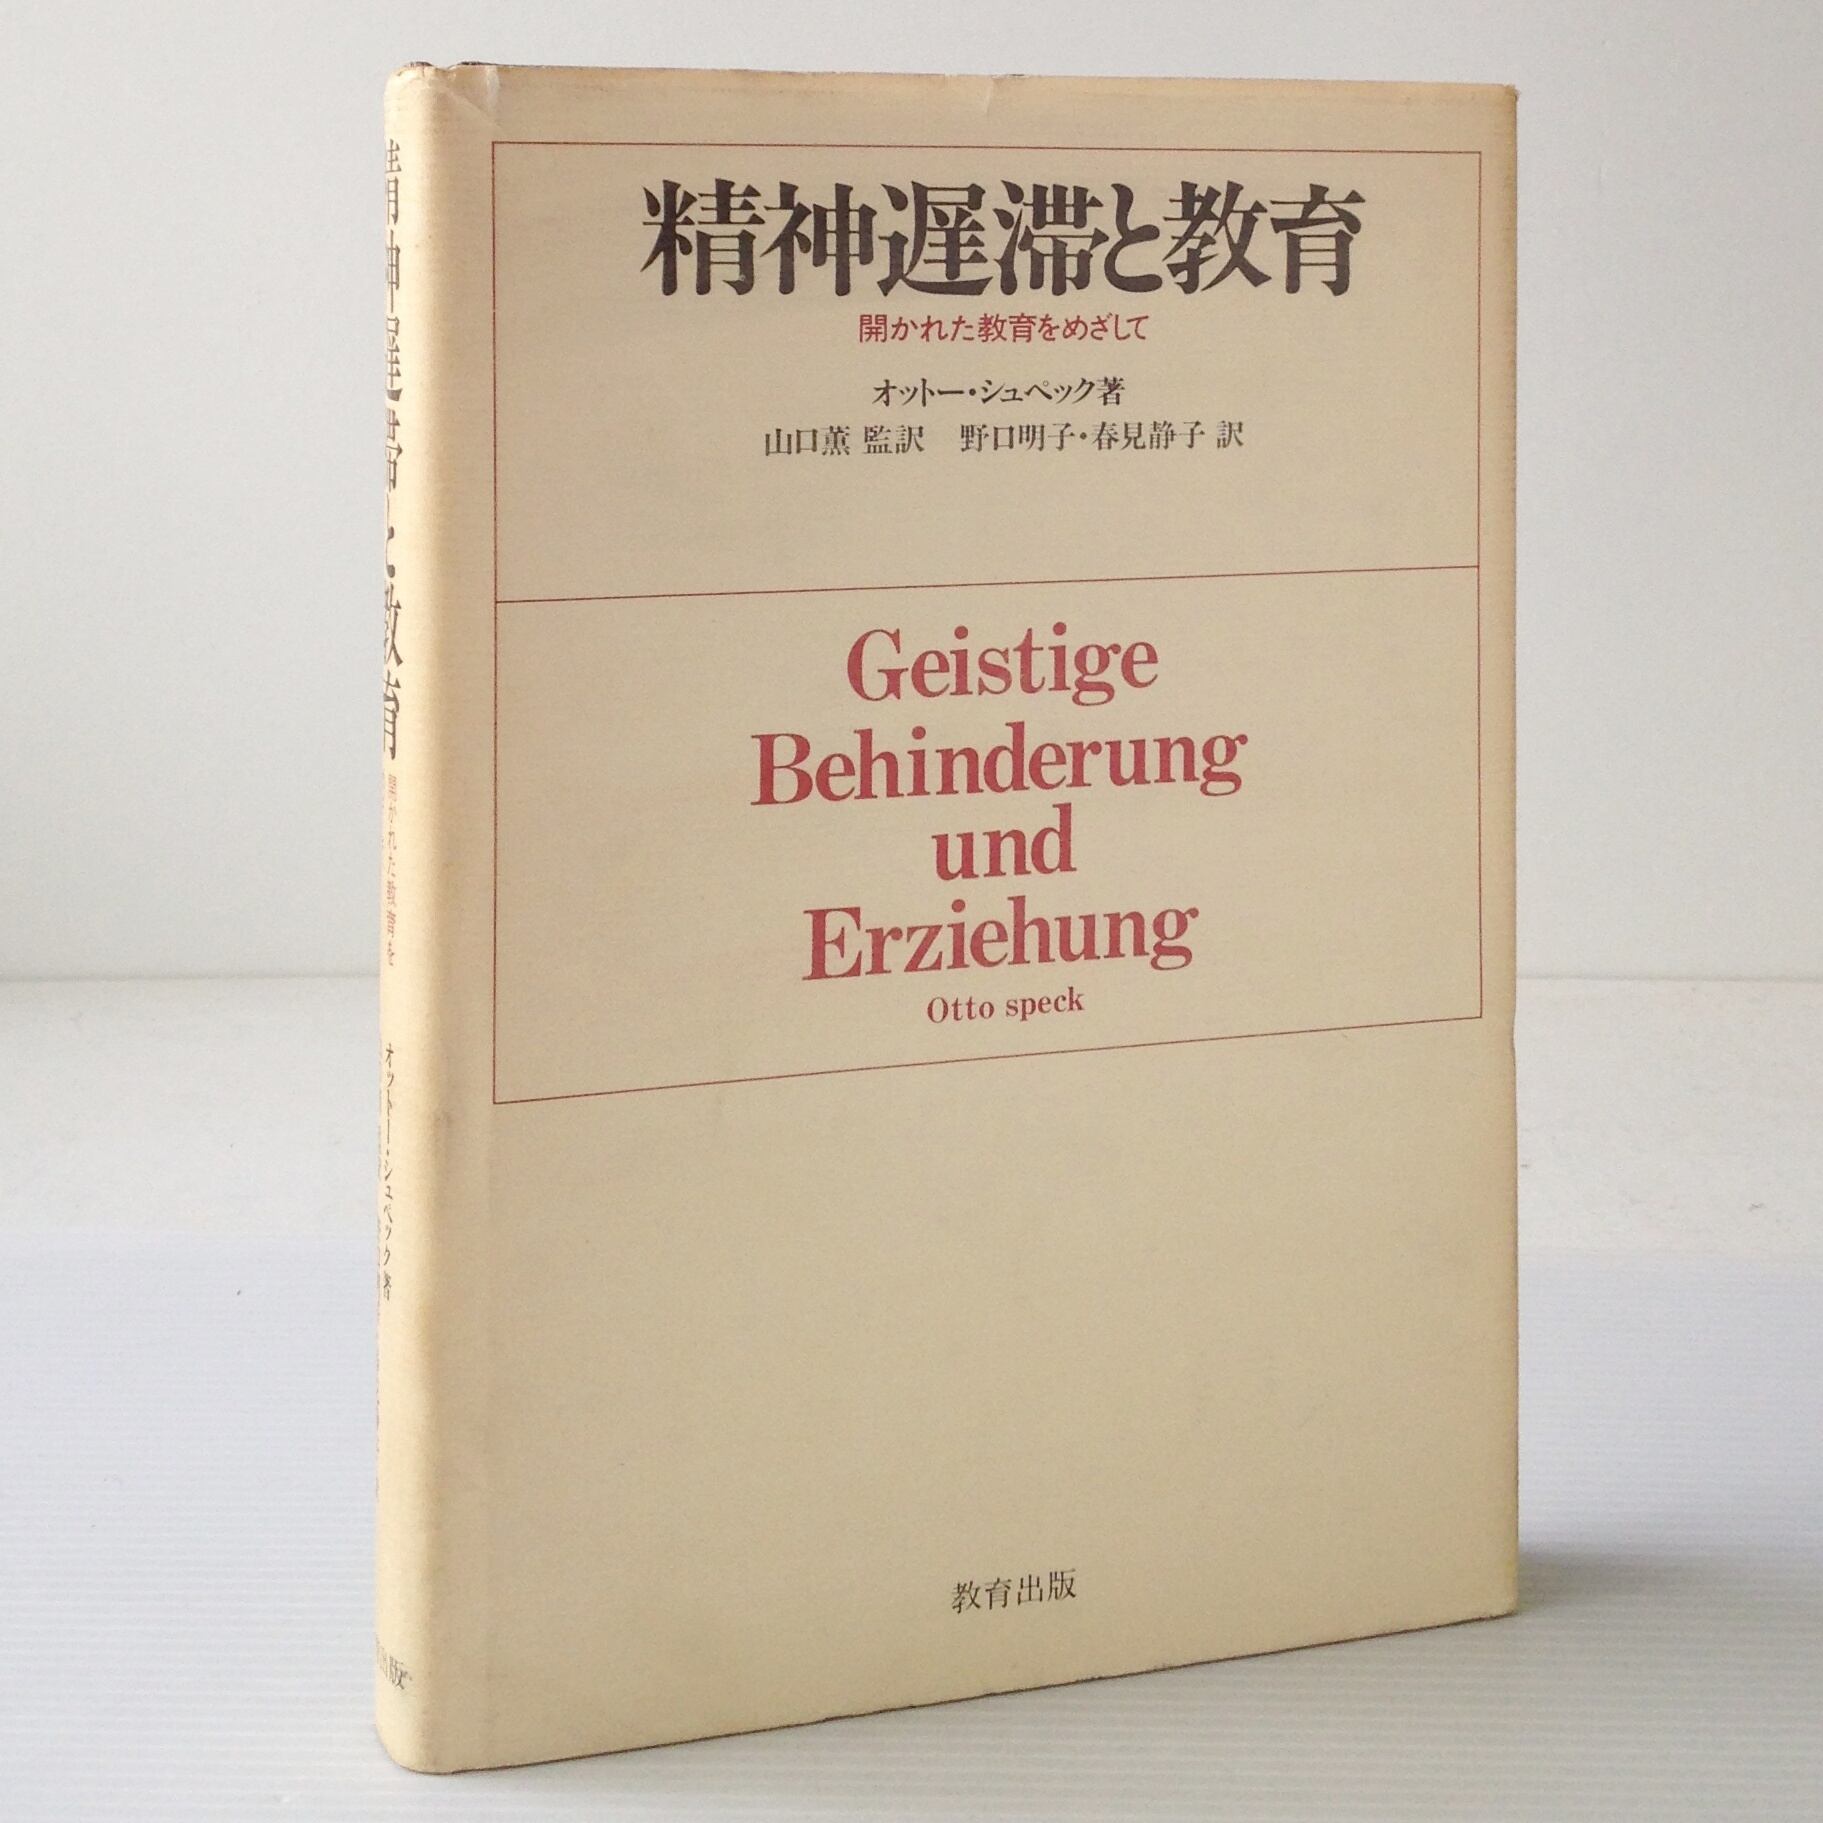 精神遅滞と教育
開かれた教育をめざして
オットー・シュペック著
山口薫 監訳　野口明子・春見静子 訳
Geistige
Behinderung
und
Erziehung
Otto speck
教育出版
精神遅滞と教育
開かれた教育を
オットー・シュペック著
出版